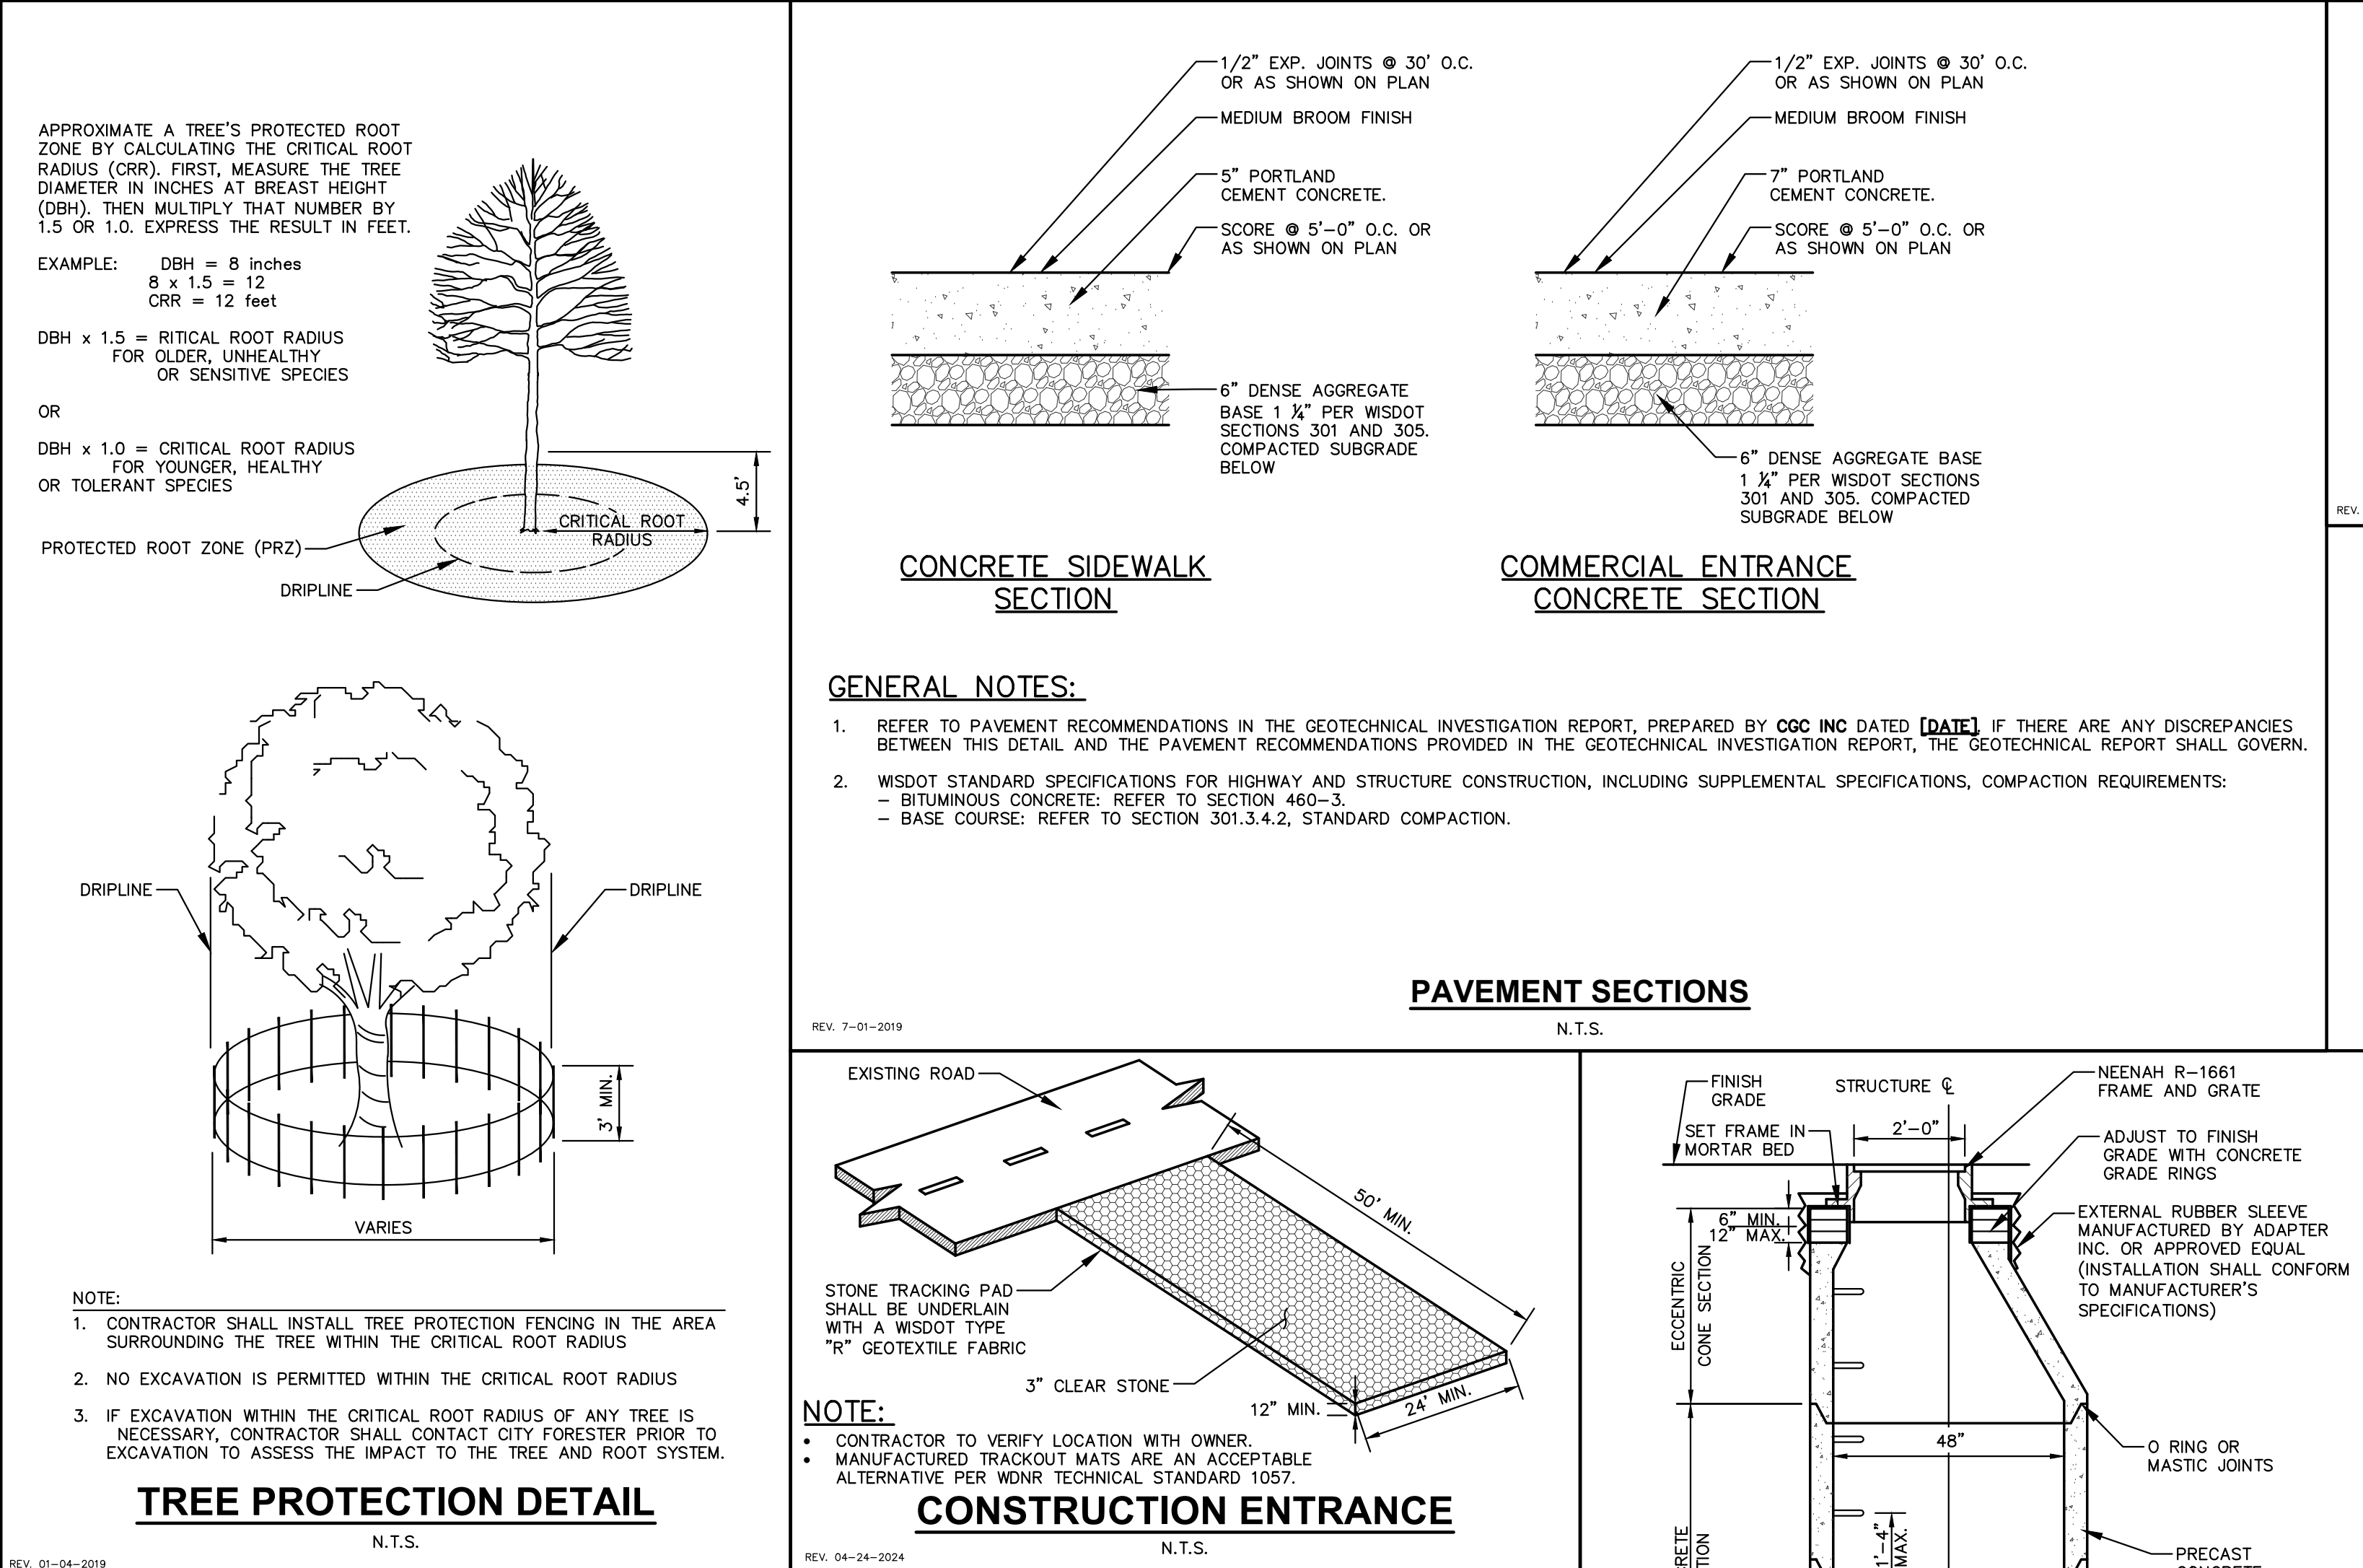 APPROXIMATE A TREE'S PROTECTED ROOT
ZONE BY CALCULATING THE CRITICAL ROOT
RADIUS (CRR). FIRST, MEASURE THE TREE
DIAMETER IN INCHES AT BREAST HEIGHT
(DBH). THEN MULTIPLY THAT NUMBER BY
1.5 OR 1.0. EXPRESS THE RESULT IN FEET.
EXAMPLE: DBH = 8 inches
8 x 1.5 = 12
CRR = 12 feet
DBH x 1.5 = RITICAL ROOT RADIUS
FOR OLDER, UNHEALTHY
OR SENSITIVE SPECIES
OR
DBH x 1.0 = CRITICAL ROOT RADIUS
FOR YOUNGER, HEALTHY
OR TOLERANT SPECIES
4.5'
CRITICAL ROOT
RADIUS
PROTECTED ROOT ZONE (PRZ)
DRIPLINE
DRIPLINE
DRIPLINE
3' MIN.
VARIES
NOTE:
1. CONTRACTOR SHALL INSTALL TREE PROTECTION FENCING IN THE AREA
SURROUNDING THE TREE WITHIN THE CRITICAL ROOT RADIUS
2. NO EXCAVATION IS PERMITTED WITHIN THE CRITICAL ROOT RADIUS
3. IF EXCAVATION WITHIN THE CRITICAL ROOT RADIUS OF ANY TREE IS
NECESSARY, CONTRACTOR SHALL CONTACT CITY FORESTER PRIOR TO
EXCAVATION TO ASSESS THE IMPACT TO THE TREE AND ROOT SYSTEM.
TREE PROTECTION DETAIL
N.T.S.
REV. 01-04-2019
1/2" EXP. JOINTS @ 30' O.C.
OR AS SHOWN ON PLAN
MEDIUM BROOM FINISH
5" PORTLAND
CEMENT CONCRETE.
SCORE @ 5'-0" O.C. OR
AS SHOWN ON PLAN
6" DENSE AGGREGATE
BASE 1 ¼" PER WISDOT
SECTIONS 301 AND 305.
COMPACTED SUBGRADE
BELOW
CONCRETE SIDEWALK
SECTION
1/2" EXP. JOINTS @ 30' O.C.
OR AS SHOWN ON PLAN
MEDIUM BROOM FINISH
7" PORTLAND
CEMENT CONCRETE.
SCORE @ 5'-0" O.C. OR
AS SHOWN ON PLAN
6" DENSE AGGREGATE BASE
1 ¼" PER WISDOT SECTIONS
301 AND 305. COMPACTED
SUBGRADE BELOW
COMMERCIAL ENTRANCE
CONCRETE SECTION
GENERAL NOTES:
1. REFER TO PAVEMENT RECOMMENDATIONS IN THE GEOTECHNICAL INVESTIGATION REPORT, PREPARED BY CGC INC DATED [DATE]. IF THERE ARE ANY DISCREPANCIES
BETWEEN THIS DETAIL AND THE PAVEMENT RECOMMENDATIONS PROVIDED IN THE GEOTECHNICAL INVESTIGATION REPORT, THE GEOTECHNICAL REPORT SHALL GOVERN.
2. WISDOT STANDARD SPECIFICATIONS FOR HIGHWAY AND STRUCTURE CONSTRUCTION, INCLUDING SUPPLEMENTAL SPECIFICATIONS, COMPACTION REQUIREMENTS:
– BITUMINOUS CONCRETE: REFER TO SECTION 460-3.
– BASE COURSE: REFER TO SECTION 301.3.4.2, STANDARD COMPACTION.
PAVEMENT SECTIONS
N.T.S.
REV. 7-01-2019
REV.
EXISTING ROAD
50' MIN.
STONE TRACKING PAD
SHALL BE UNDERLAIN
WITH A WISDOT TYPE
"R" GEOTEXTILE FABRIC
3" CLEAR STONE
12" MIN.
24' MIN.
NOTE:
• CONTRACTOR TO VERIFY LOCATION WITH OWNER.
• MANUFACTURED TRACKOUT MATS ARE AN ACCEPTABLE
ALTERNATIVE PER WDNR TECHNICAL STANDARD 1057.
CONSTRUCTION ENTRANCE
N.T.S.
REV. 04-24-2024
FINISH
GRADE
STRUCTURE ℄
NEENAH R-1661
FRAME AND GRATE
SET FRAME IN
MORTAR BED
2'-0"
ADJUST TO FINISH
GRADE WITH CONCRETE
GRADE RINGS
6" MIN.
12" MAX.
EXTERNAL RUBBER SLEEVE
MANUFACTURED BY ADAPTER
INC. OR APPROVED EQUAL
(INSTALLATION SHALL CONFORM
TO MANUFACTURER'S
SPECIFICATIONS)
ECCENTRIC
CONE SECTION
48"
O RING OR
MASTIC JOINTS
1'-4"
MAX.
PRECAST